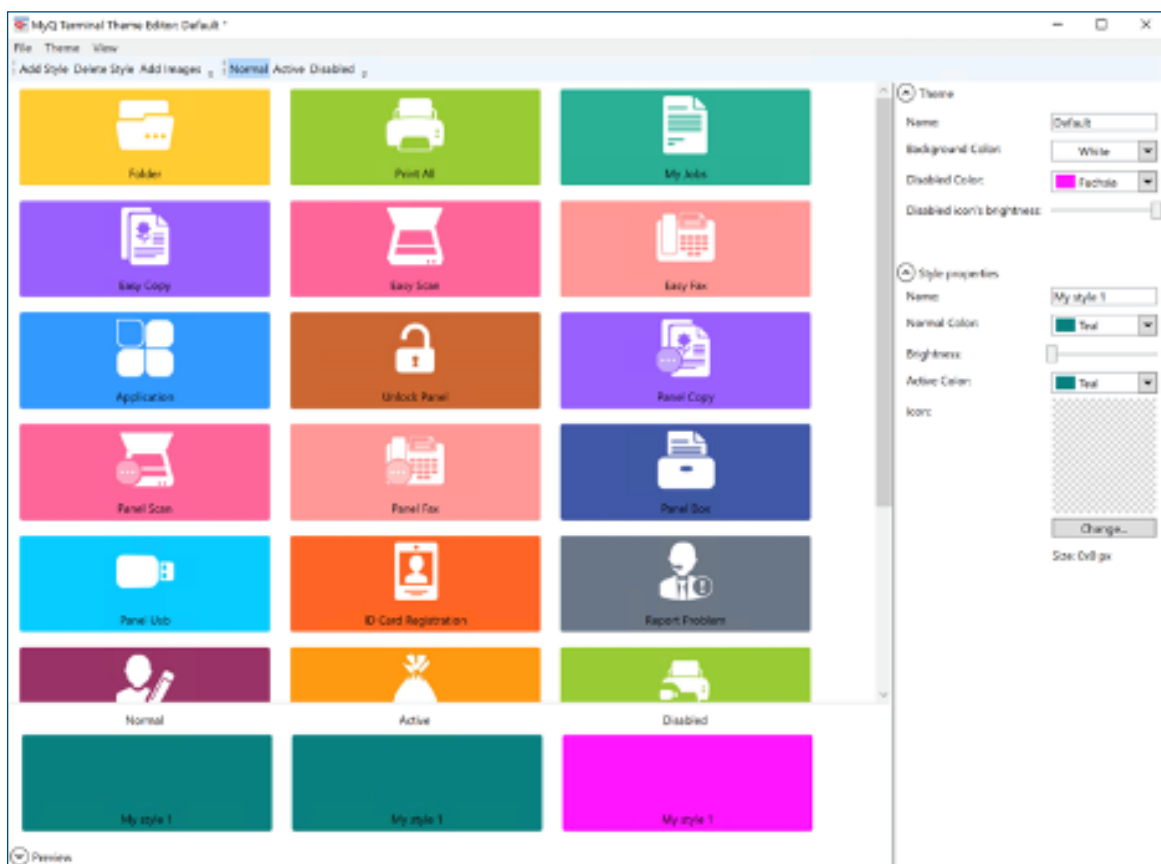 MyQ Terminal Theme Editor: Default *
File Theme View
Add Style Delete Style Add Images Normal Active Disabled
Folder Print All My Jobs
Easy Copy Easy Scan Easy Fax
Application Unlock Panel Panel Copy
Panel Scan Panel Fax Panel Box
Panel Usb ID Card Registration Report Problem
Normal Active Disabled
My style 1 My style 1 My style 1
Preview
Theme
Name: Default
Background Color: White
Disabled Color: Fuchsia
Disabled icon's brightness:
Style properties
Name: My style 1
Normal Color: Teal
Brightness:
Active Color: Teal
Icon:
Change...
Size: 0x0 px